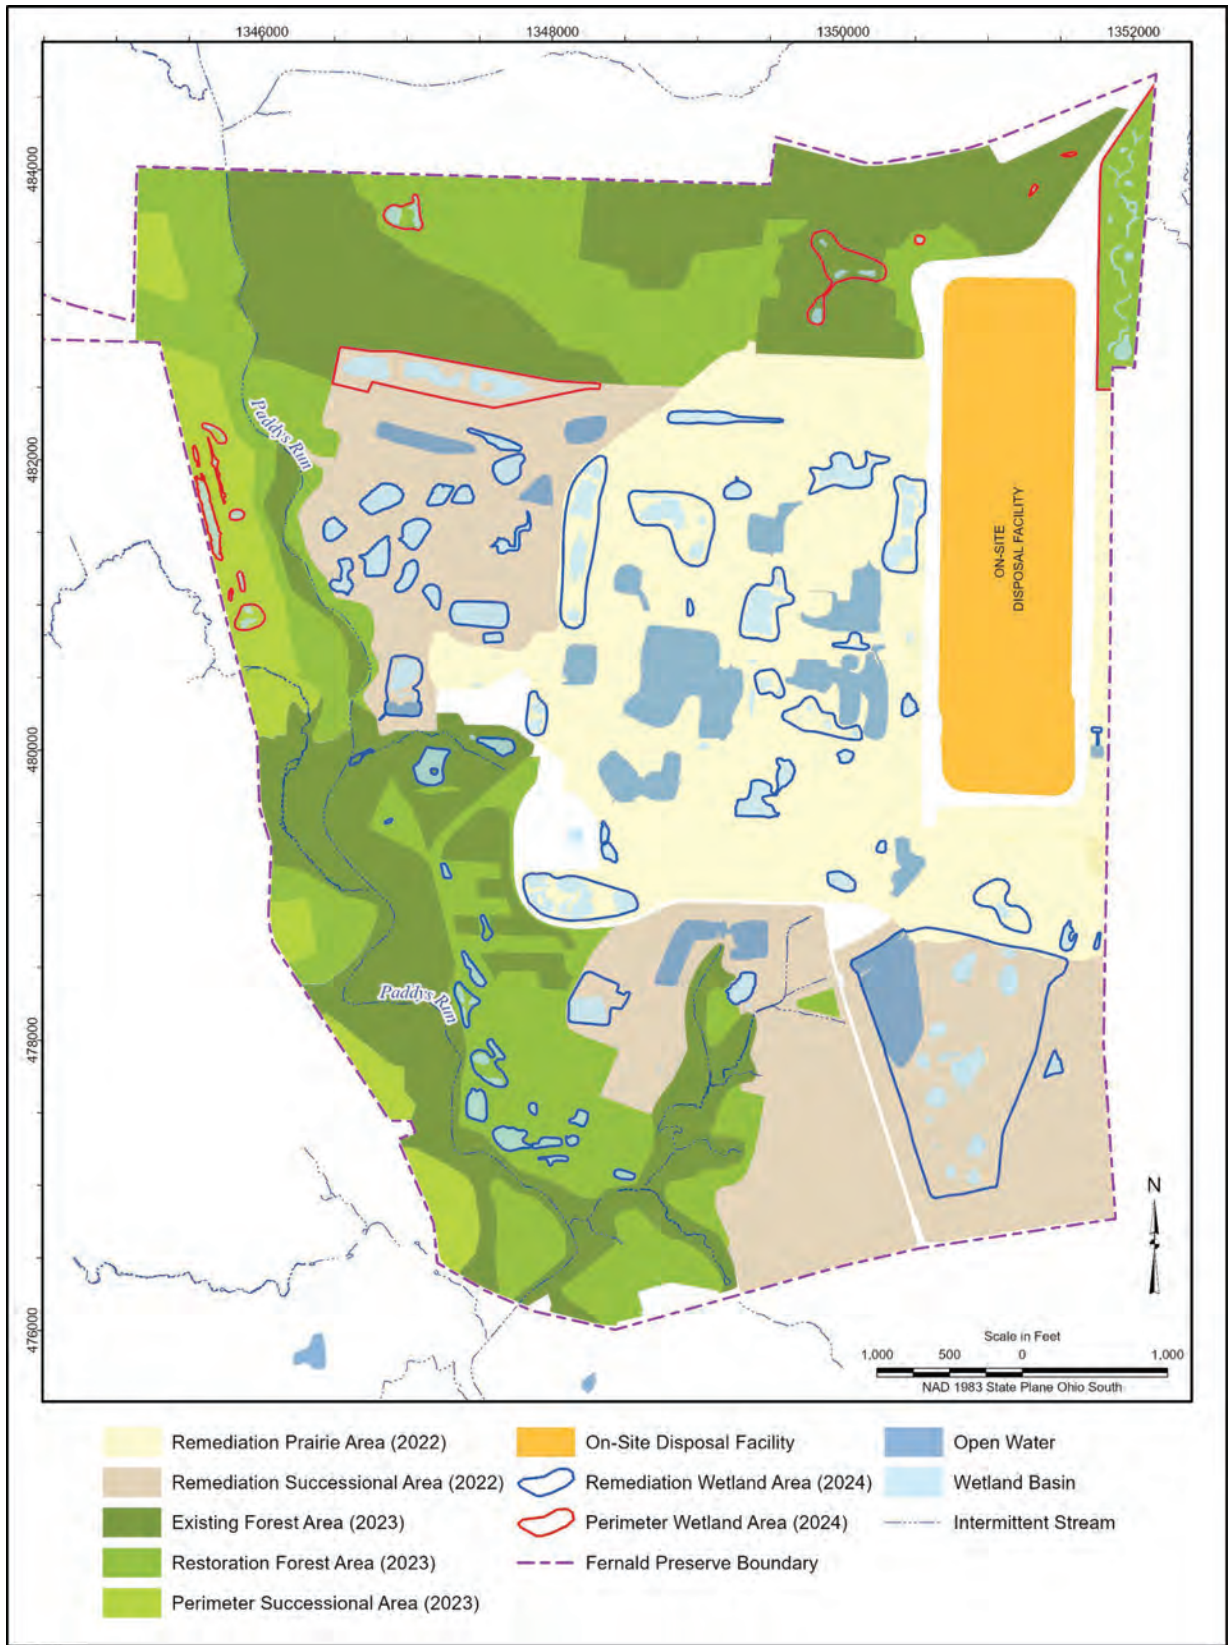 1346000
1348000
1350000
1352000
484000
482000
480000
478000
476000
Paddys Run
ON-SITE
DISPOSAL FACILITY
Paddys Run
N
Scale in Feet
1,000 500 0 1,000
NAD 1983 State Plane Ohio South
Remediation Prairie Area (2022)
Remediation Successional Area (2022)
Existing Forest Area (2023)
Restoration Forest Area (2023)
Perimeter Successional Area (2023)
On-Site Disposal Facility
Remediation Wetland Area (2024)
Perimeter Wetland Area (2024)
Fernald Preserve Boundary
Open Water
Wetland Basin
Intermittent Stream